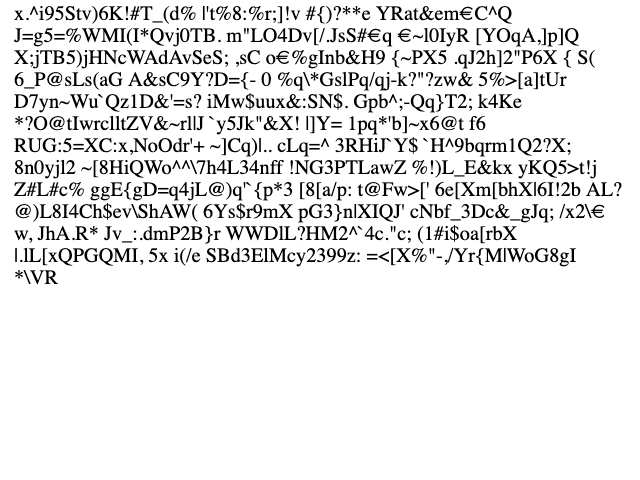 x.^i95Stv)6K!#T_(d% |'t%8:%r;]!v #{)?**e YRat&em€C^Q
J=g5=%WMI(I*Qvj0TB. m"LO4Dv[/.JsS#€q €~l0IyR [YOqA,]p]Q
X;jTB5)jHNcWAdAvSeS; ,sC o€%gInb&H9 {~PX5 .qJ2h]2"P6X { S(
6_P@sLs(aG A&sC9Y?D={- 0 %q\*GslPq/qj-k?"?zw& 5%>[a]tUr
D7yn~Wu`Qz1D&'=s? iMw$uux&:SN$. Gpb^;-Qq}T2; k4Ke
*?O@tIwrclltZV&~rl|J`y5Jk"&X! |]Y= 1pq*'b]~x6@t f6
RUG:5=XC:x,NoOdr'+ ~]Cq)|.. cLq=^ 3RHiJ`Y$ `H^9bqrm1Q2?X;
8n0yjl2 ~[8HiQWo^^\7h4L34nff !NG3PTLawZ %!)L_E&kx yKQ5>t!j
Z#L#c% ggE{gD=q4jL@)q'`{p*3 [8[a/p: t@Fw>[' 6e[Xm[bhX|6I!2b AL?
@)L8I4Ch$ev\ShAW( 6Ys$r9mX pG3}n|XIQJ' cNbf_3Dc&_gJq; /x2\€
w, JhA.R* Jv_:.dmP2B}r WWDlL?HM2^`4c."c; (1#i$oa[rbX
|.lL[xQPGQMI, 5x i(/e SBd3ElMcy2399z: =<[X%"-,/Yr{M|WoG8gI
*\VR